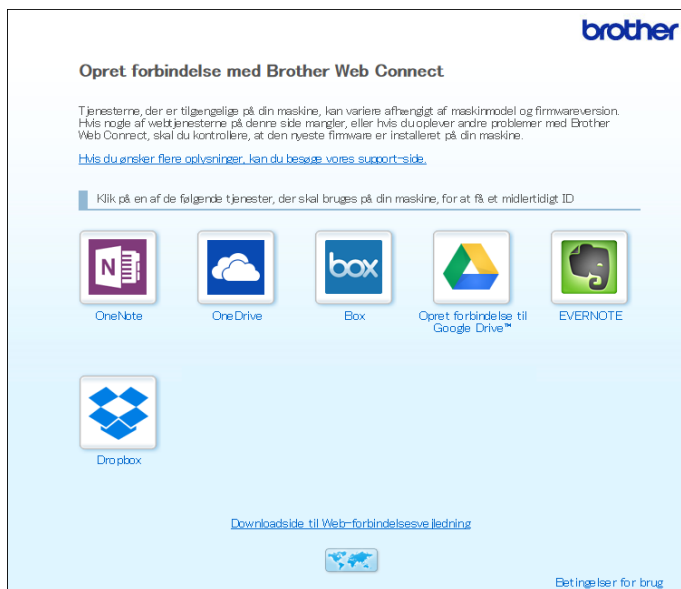 brother
Opret forbindelse med Brother Web Connect
Tjenesterne, der er tilgængelige på din maskine, kan variere afhængigt af maskinmodel og firmwareversion.
Hvis nogle af webtjenesterne på denne side mangler, eller hvis du oplever andre problemer med Brother
Web Connect, skal du kontrollere, at den nyeste firmware er installeret på din maskine.
Hvis du ønsker flere oplysninger, kan du besøge vores support-side.
Klik på en af de følgende tjenester, der skal bruges på din maskine, for at få et midlertidigt ID
N
box
OneNote
OneDrive
Box
Opret forbindelse til
Google Drive™
EVERNOTE
Dropbox
Downloadside til Web-forbindelsesvejledning
Betingelser for brug